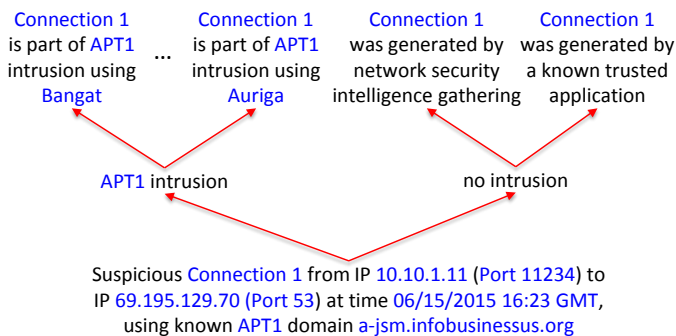 Connection 1
is part of APT1
intrusion using
Bangat
...
Connection 1
is part of APT1
intrusion using
Auriga
Connection 1
was generated by
network security
intelligence gathering
Connection 1
was generated by
a known trusted
application
APT1 intrusion
no intrusion
Suspicious Connection 1 from IP 10.10.1.11 (Port 11234) to
IP 69.195.129.70 (Port 53) at time 06/15/2015 16:23 GMT,
using known APT1 domain a-jsm.infobusinessus.org